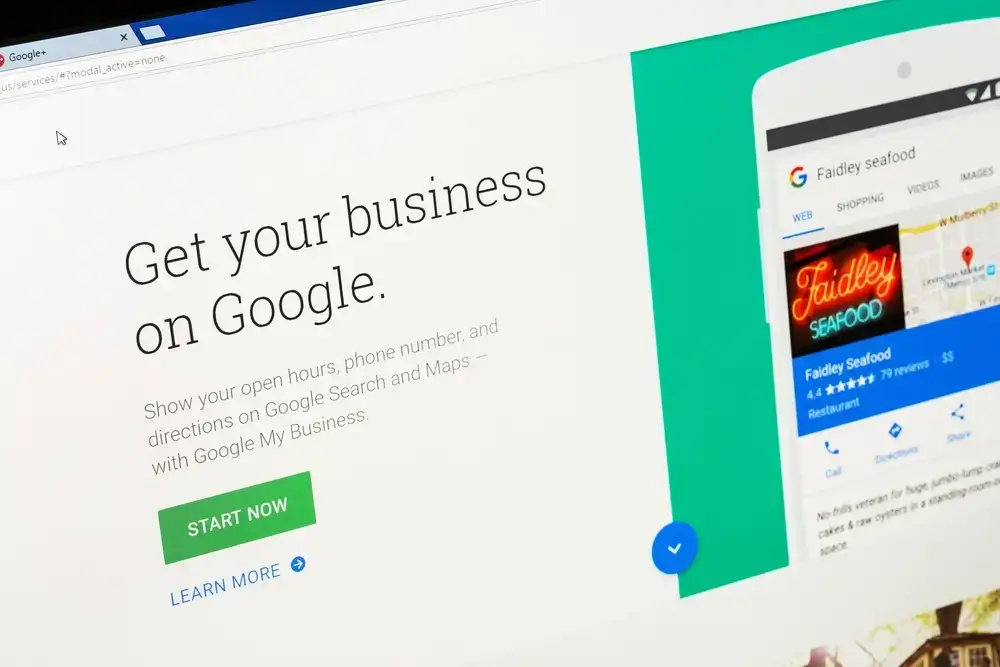 Google+
us/services/#?modal_active=none
Get your business
on Google.
Show your open hours, phone number, and
directions on Google Search and Maps —
with Google My Business.
START NOW
LEARN MORE
Faidley seafood
WEB SHOPPING VIDEOS IMAGES
Faidley
SEAFOOD
W Mulberry St
Lexington Market
Faidley Seafood
4.4 79 reviews · $$
Restaurant
Call Directions Share
No-frills veteran for huge, jumbo-lump
cakes & raw oysters in a standing-room-
space.